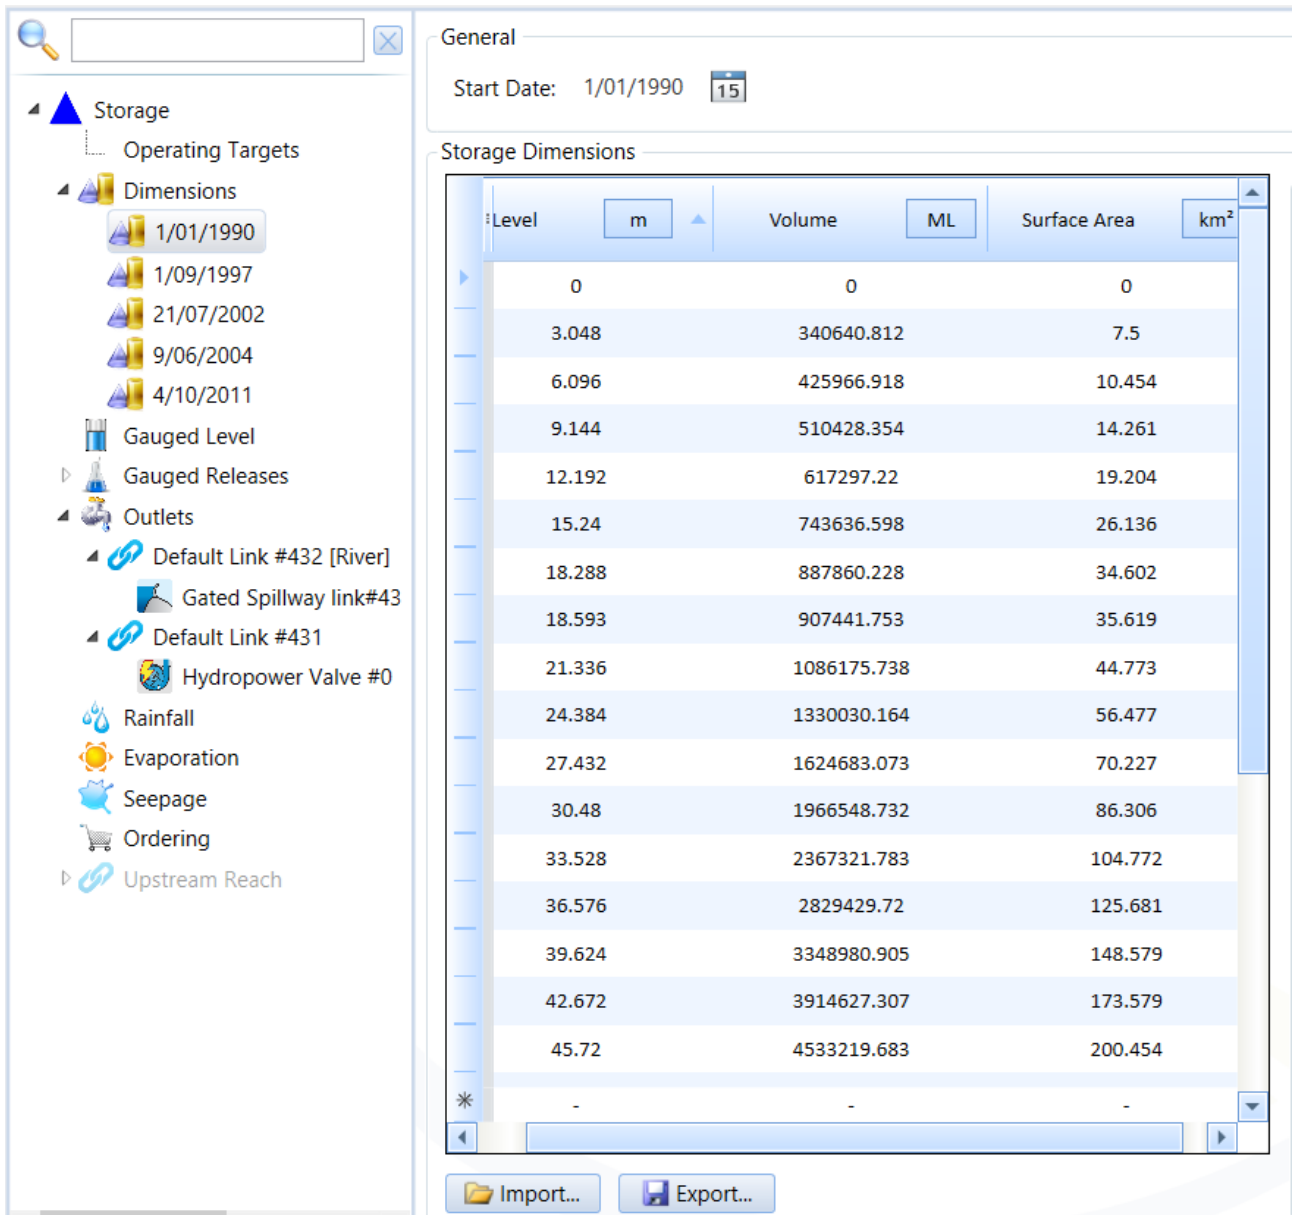 Storage
Operating Targets
Dimensions
1/01/1990
1/09/1997
21/07/2002
9/06/2004
4/10/2011
Gauged Level
Gauged Releases
Outlets
Default Link #432 [River]
Gated Spillway link#43
Default Link #431
Hydropower Valve #0
Rainfall
Evaporation
Seepage
Ordering
Upstream Reach
General
Start Date: 1/01/1990 15
Storage Dimensions
Level m Volume ML Surface Area km²
0 0 0
3.048 340640.812 7.5
6.096 425966.918 10.454
9.144 510428.354 14.261
12.192 617297.22 19.204
15.24 743636.598 26.136
18.288 887860.228 34.602
18.593 907441.753 35.619
21.336 1086175.738 44.773
24.384 1330030.164 56.477
27.432 1624683.073 70.227
30.48 1966548.732 86.306
33.528 2367321.783 104.772
36.576 2829429.72 125.681
39.624 3348980.905 148.579
42.672 3914627.307 173.579
45.72 4533219.683 200.454
- - -
Import... Export...